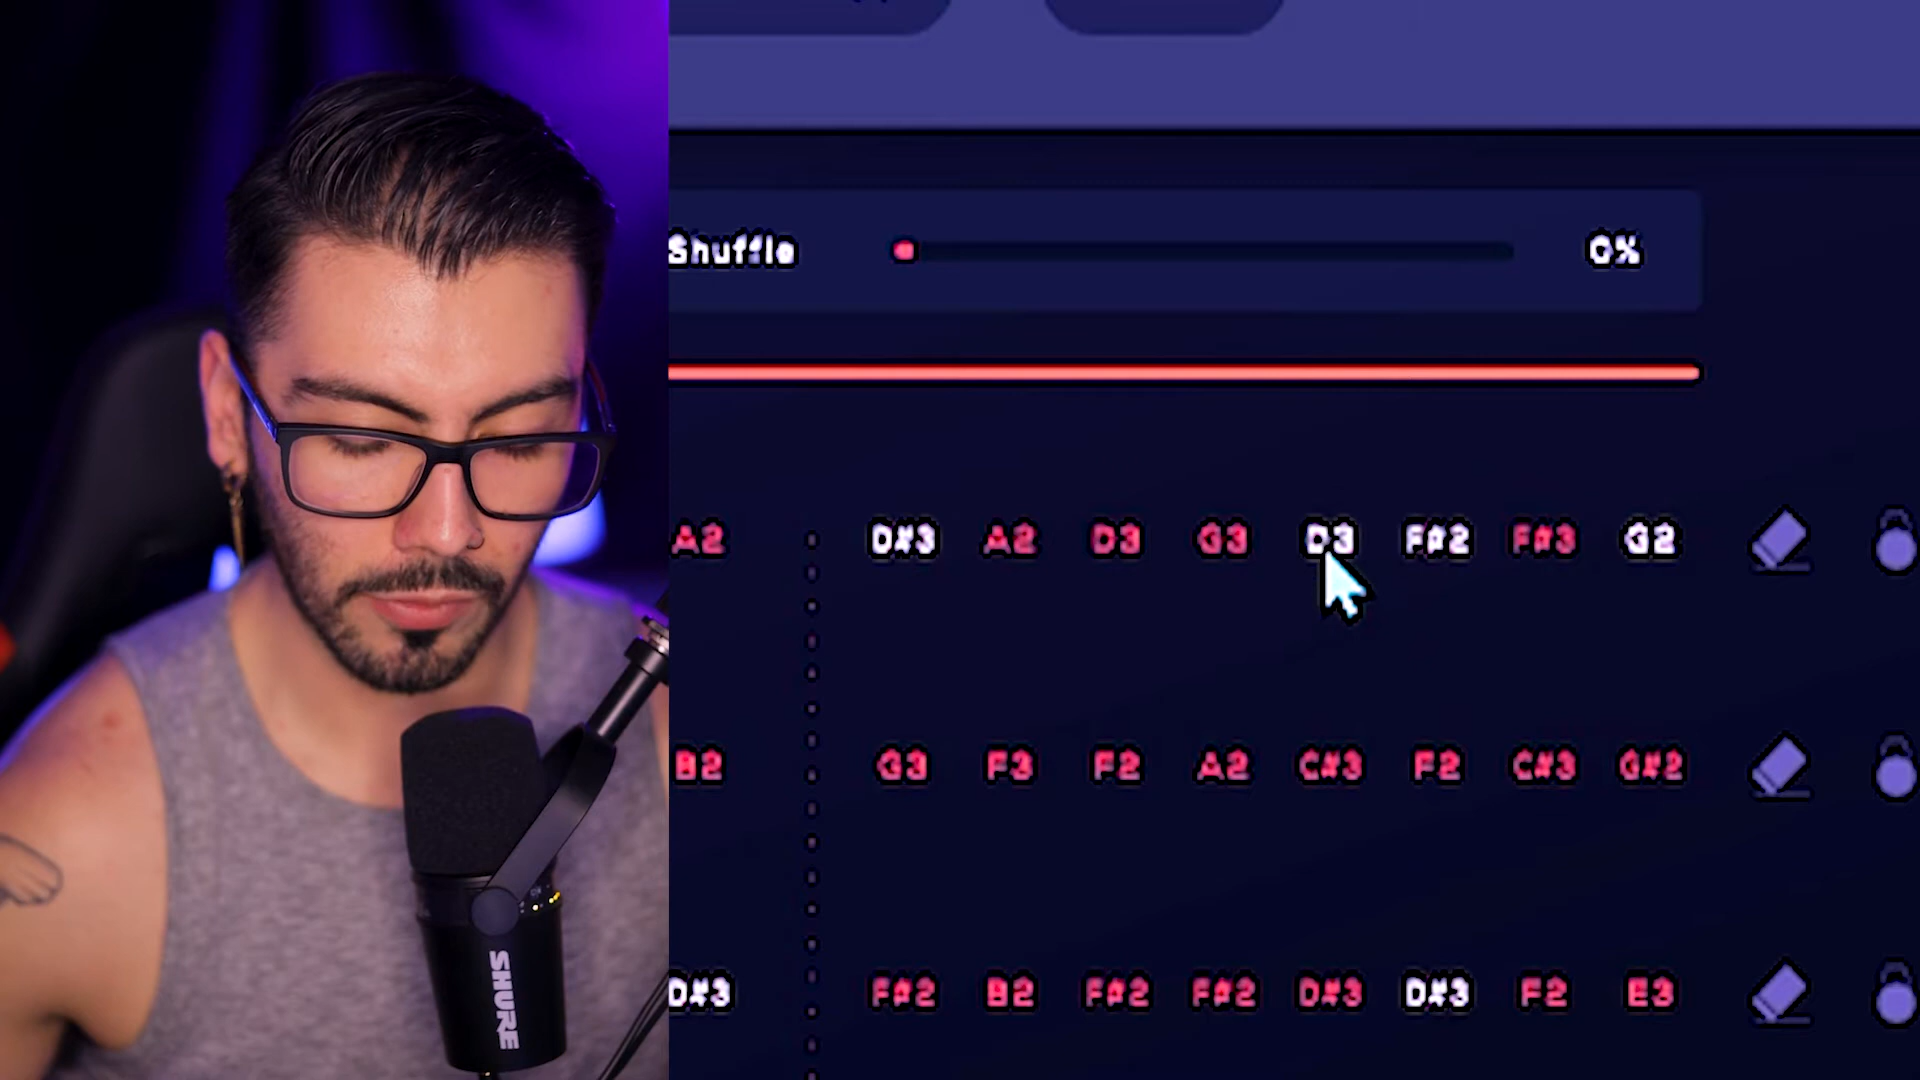 Shuffle 0%
A2 D#3 A2 D3 G3 D3 F#2 F#3 G2
B2 G3 F3 F2 A2 C#3 F2 C#3 G#2
D#3 F#2 B2 F#2 F#2 D#3 D#3 F2 E3
SHURE